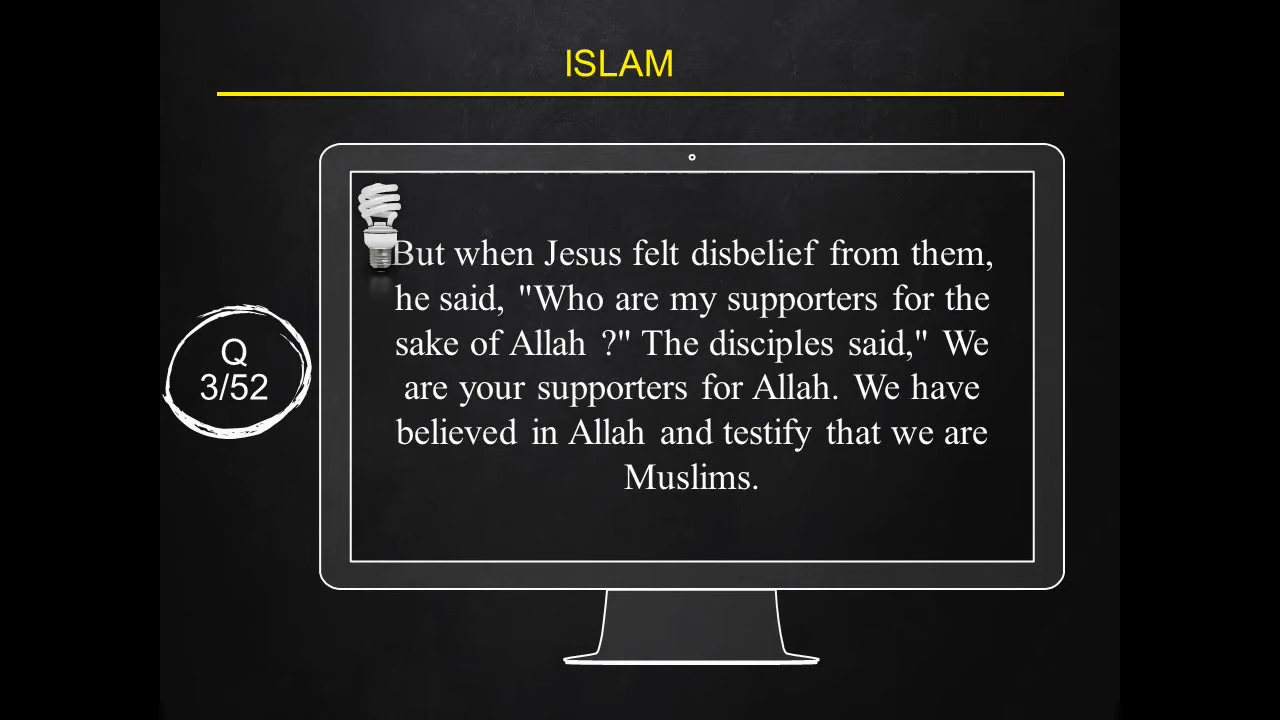 ISLAM
But when Jesus felt disbelief from them,
he said, "Who are my supporters for the
sake of Allah ?" The disciples said," We
are your supporters for Allah. We have
believed in Allah and testify that we are
Muslims.
Q
3/52